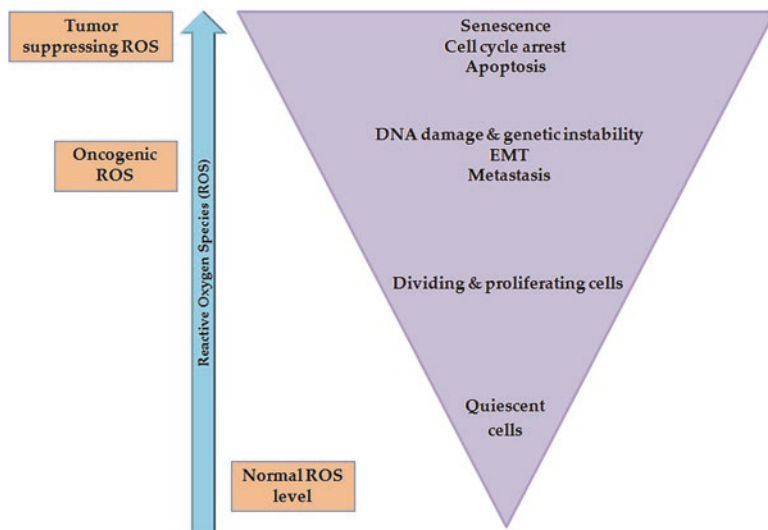 Tumor
suppressing ROS
Oncogenic
ROS
Reactive Oxygen Species (ROS)
Normal ROS
level
Senescence
Cell cycle arrest
Apoptosis
DNA damage & genetic instability
EMT
Metastasis
Dividing & proliferating cells
Quiescent
cells